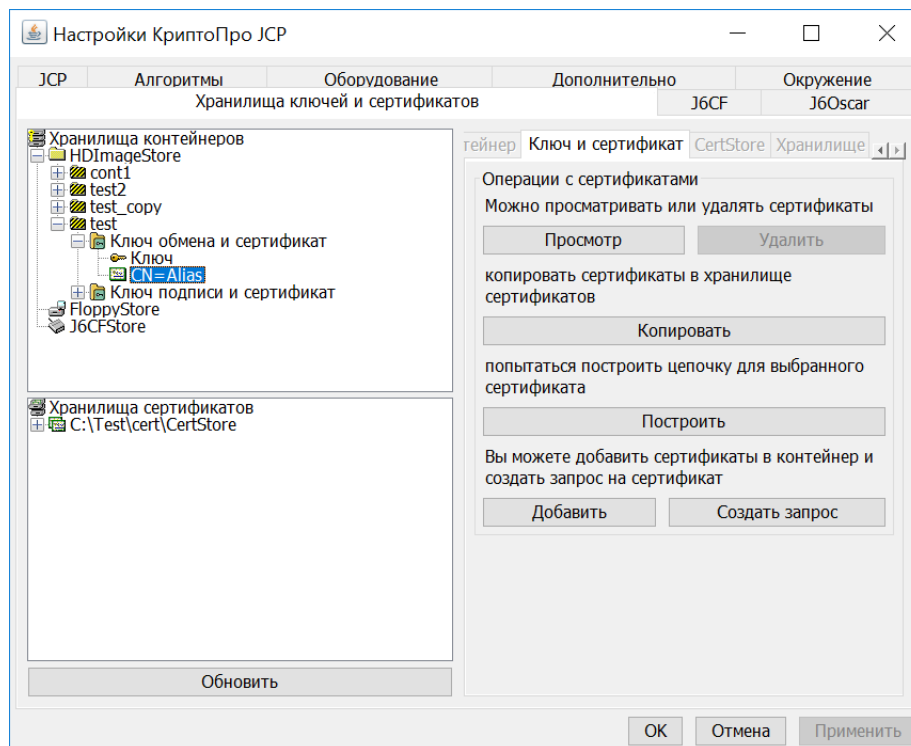 Настройки КриптоПро JCP
JCP Алгоритмы Оборудование Дополнительно Окружение
Хранилища ключей и сертификатов J6CF J6Oscar
Хранилища контейнеров
HDImageStore
cont1
test2
test_copy
test
Ключ обмена и сертификат
Ключ
CN=Alias
Ключ подписи и сертификат
FloppyStore
J6CFStore
Хранилища сертификатов
C:\Test\cert\CertStore
Обновить
тейнер Ключ и сертификат CertStore Хранилище
Операции с сертификатами
Можно просматривать или удалять сертификаты
Просмотр Удалить
копировать сертификаты в хранилище
сертификатов
Копировать
попытаться построить цепочку для выбранного
сертификата
Построить
Вы можете добавить сертификаты в контейнер и
создать запрос на сертификат
Добавить Создать запрос
OK Отмена Применить